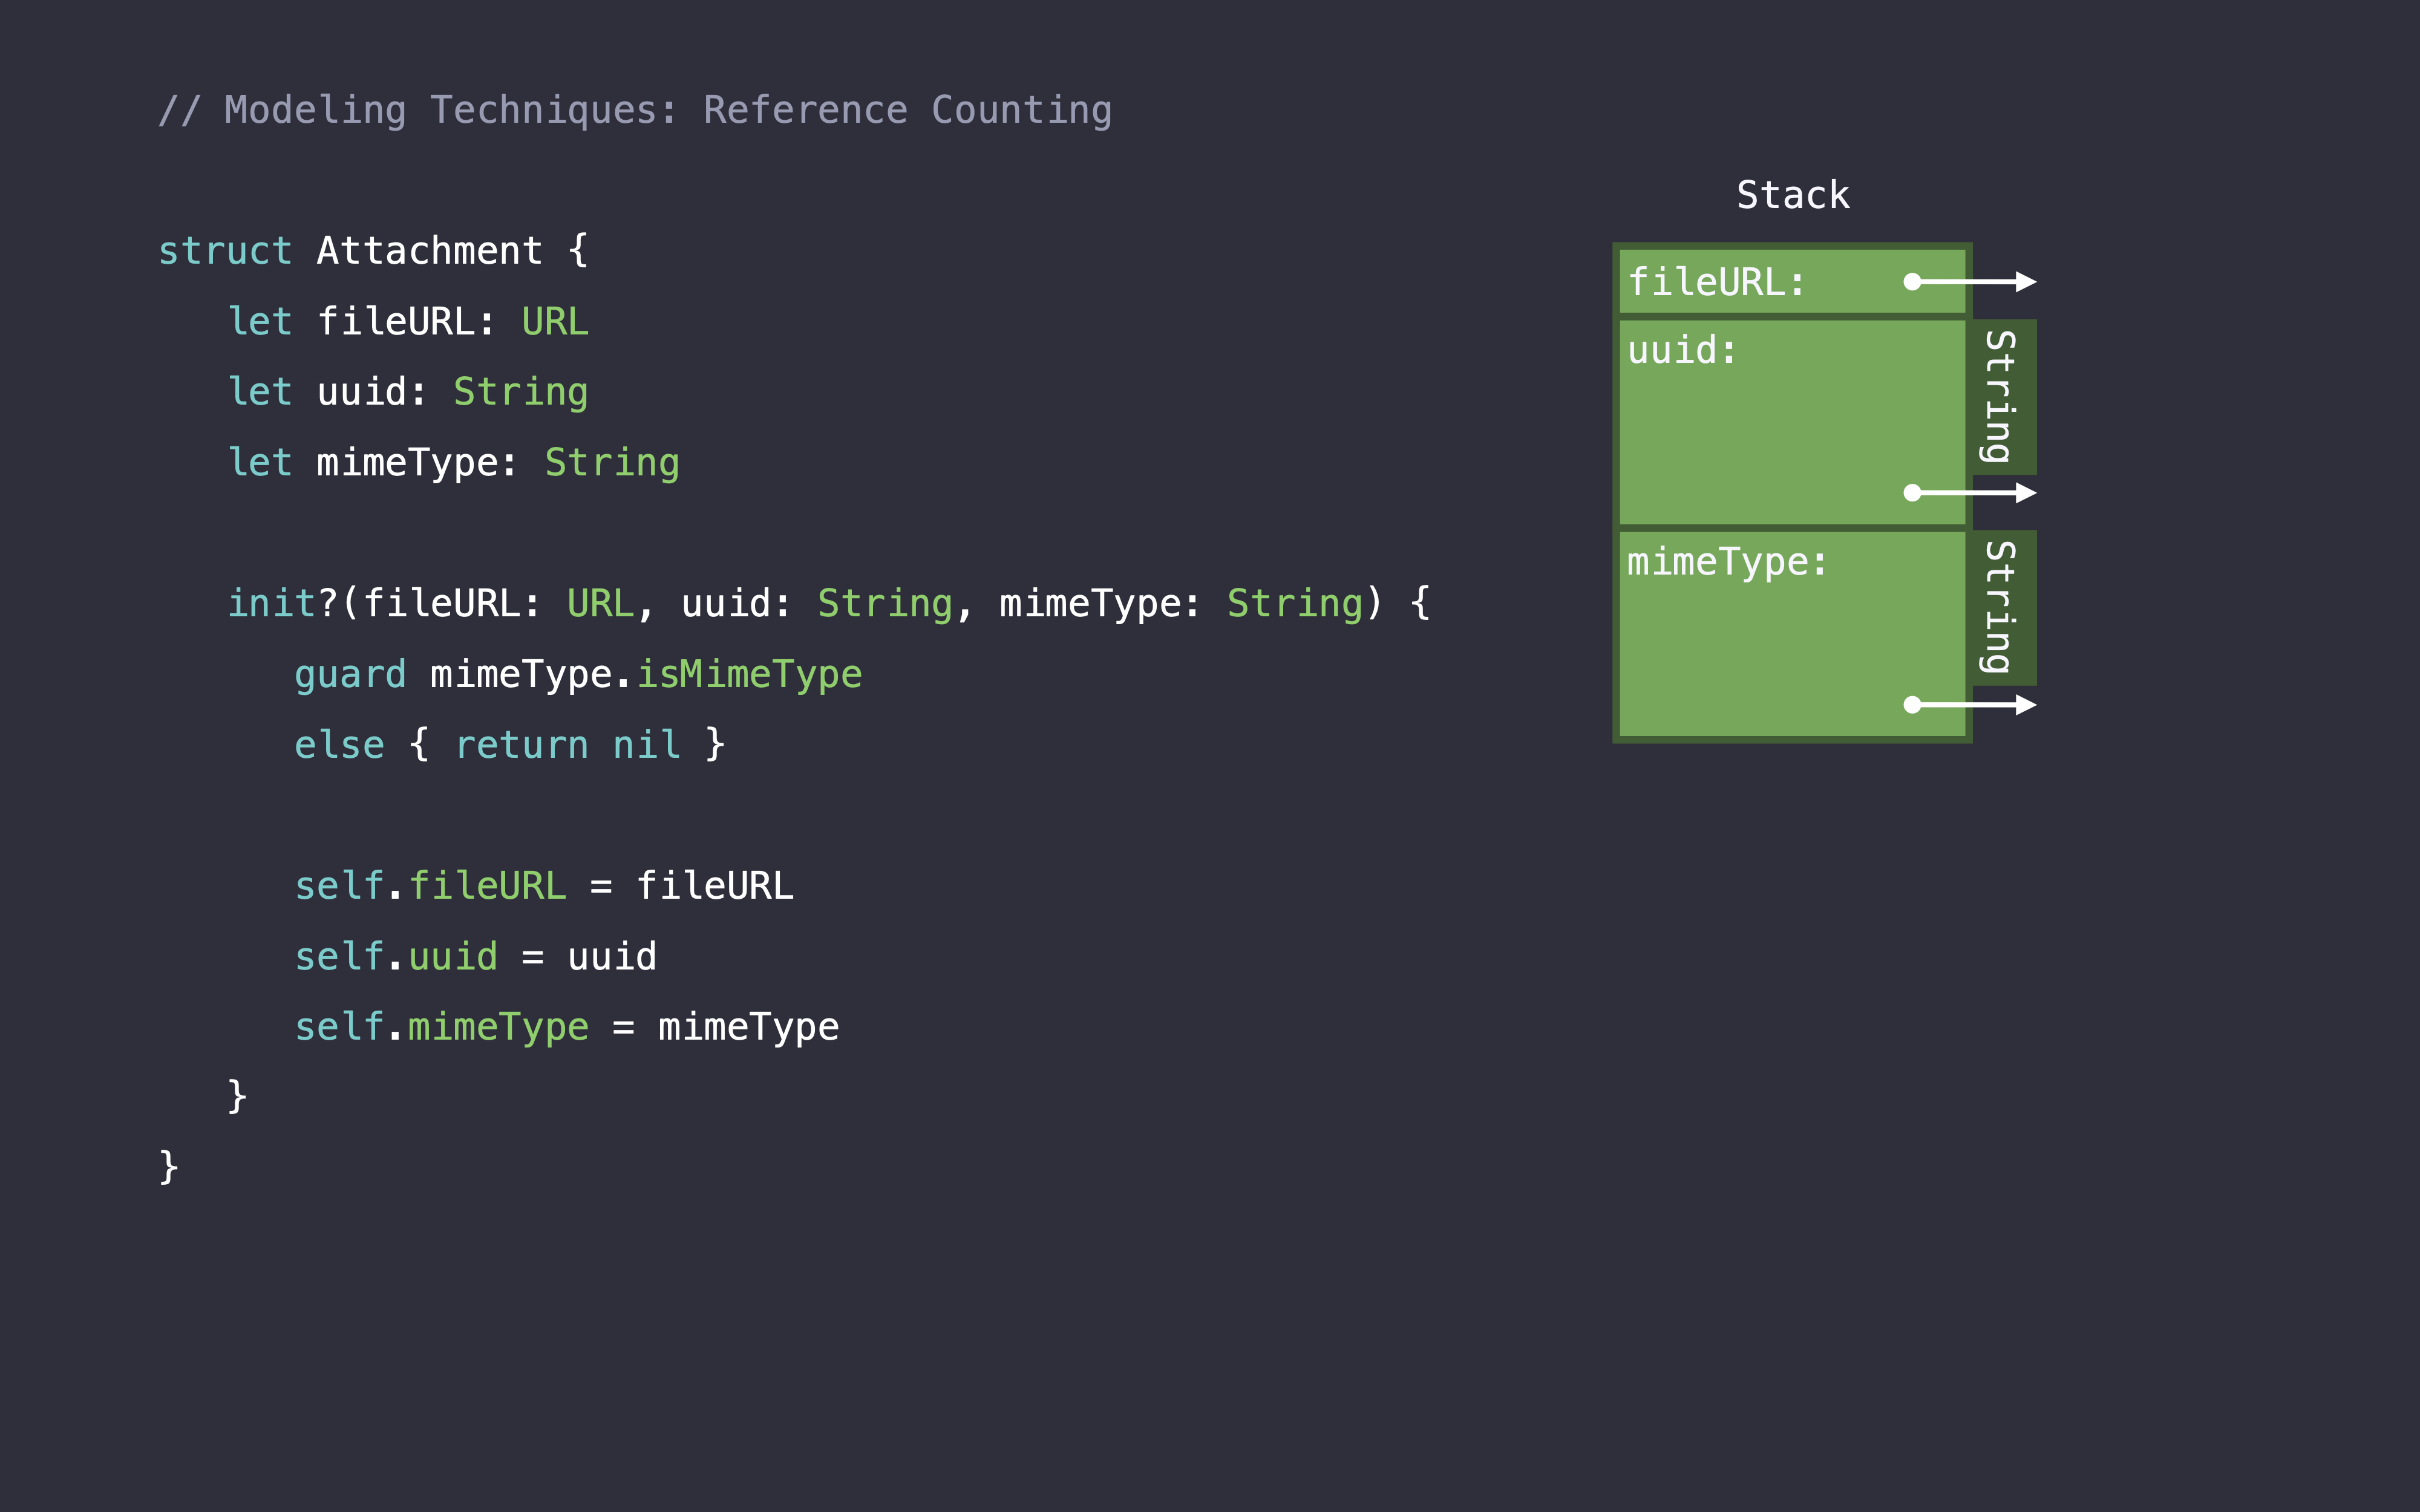 // Modeling Techniques: Reference Counting
struct Attachment {
let fileURL: URL
let uuid: String
let mimeType: String
init?(fileURL: URL, uuid: String, mimeType: String) {
guard mimeType.isMimeType
else { return nil }
self.fileURL = fileURL
self.uuid = uuid
self.mimeType = mimeType
}
}
Stack
fileURL:
uuid:
String
mimeType:
String